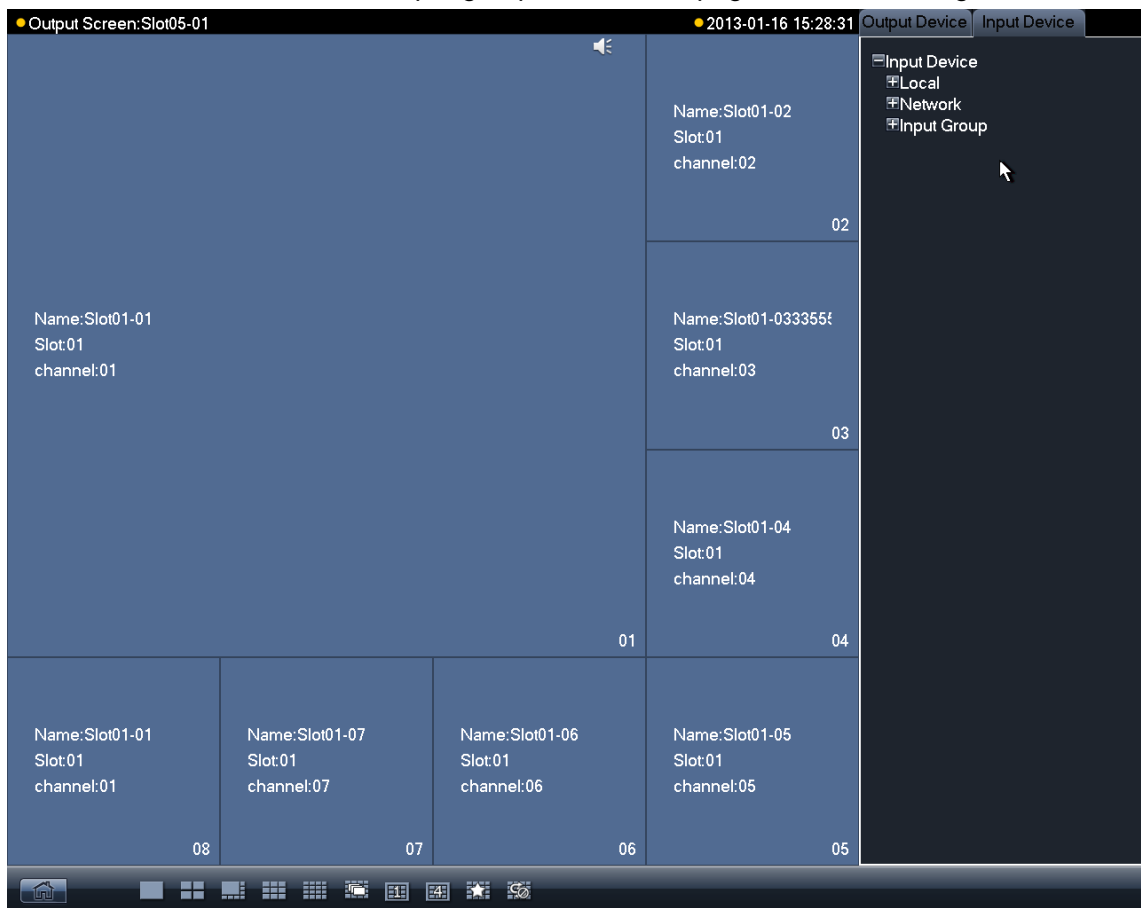 Output Screen:Slot05-01
2013-01-16 15:28:31
Output Device
Input Device
Input Device
Local
Network
Input Group
Name:Slot01-01
Slot:01
channel:01
01
Name:Slot01-02
Slot:01
channel:02
02
Name:Slot01-033355
Slot:01
channel:03
03
Name:Slot01-04
Slot:01
channel:04
04
Name:Slot01-01
Slot:01
channel:01
08
Name:Slot01-07
Slot:01
channel:07
07
Name:Slot01-06
Slot:01
channel:06
06
Name:Slot01-05
Slot:01
channel:05
05
1
4